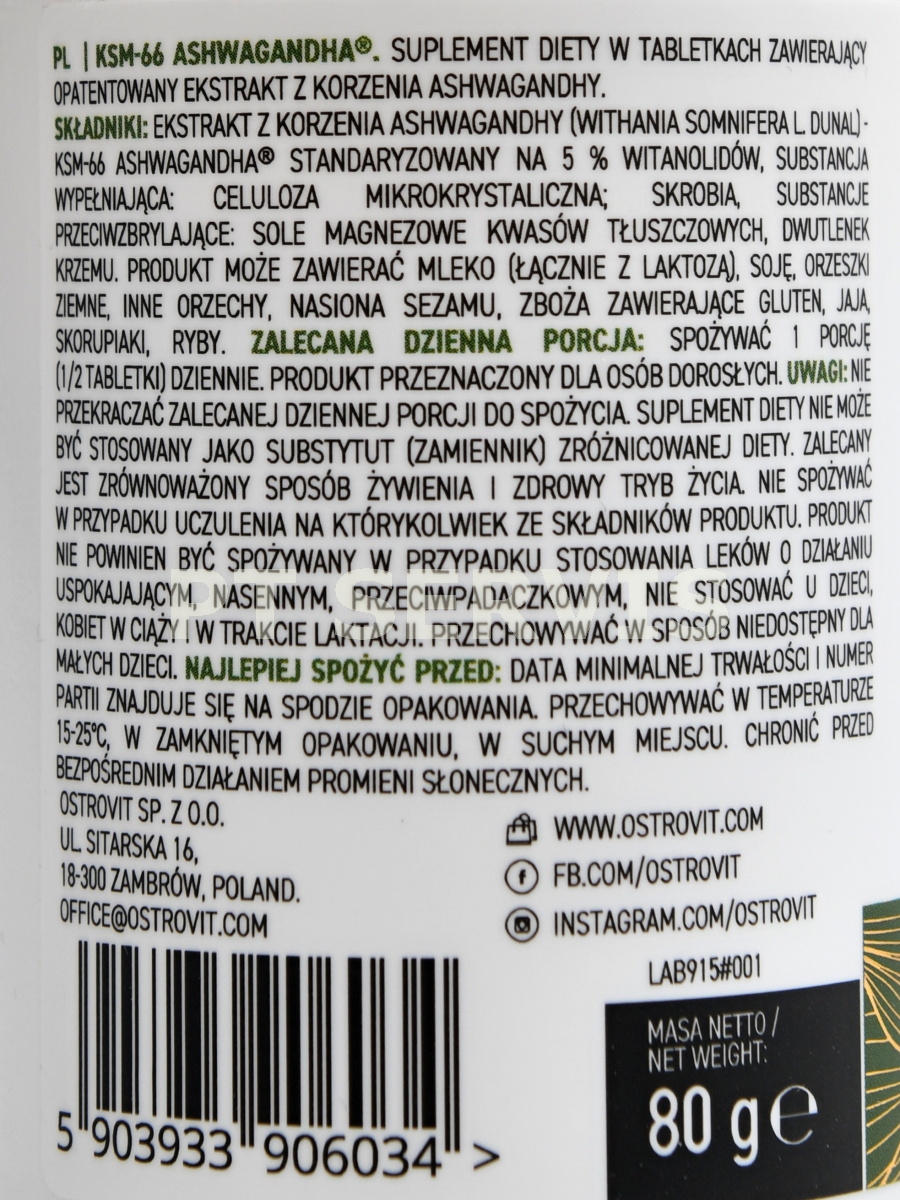 PL | KSM-66 ASHWAGANDHA®. SUPLEMENT DIETY W TABLETKACH ZAWIERAJĄCY
OPATENTOWANY EKSTRAKT Z KORZENIA ASHWAGANDHY.
SKŁADNIKI: EKSTRAKT Z KORZENIA ASHWAGANDHY (WITHANIA SOMNIFERA L. DUNAL) -
KSM-66 ASHWAGANDHA® STANDARYZOWANY NA 5 % WITANOLIDÓW, SUBSTANCJA
WYPEŁNIAJĄCA: CELULOZA MIKROKRYSTALICZNA; SKROBIA, SUBSTANCJE
PRZECIWZBRYLAJĄCE: SOLE MAGNEZOWE KWASÓW TŁUSZCZOWYCH, DWUTLENEK
KRZEMU. PRODUKT MOŻE ZAWIERAĆ MLEKO (ŁĄCZNIE Z LAKTOZĄ), SOJĘ, ORZESZKI
ZIEMNE, INNE ORZECHY, NASIONA SEZAMU, ZBOŻA ZAWIERAJĄCE GLUTEN, JAJA,
SKORUPIAKI, RYBY. ZALECANA DZIENNA PORCJA: SPOŻYWAĆ 1 PORCJĘ
(1/2 TABLETKI) DZIENNIE. PRODUKT PRZEZNACZONY DLA OSÓB DOROSŁYCH. UWAGI: NIE
PRZEKRACZAĆ ZALECANEJ DZIENNEJ PORCJI DO SPOŻYCIA. SUPLEMENT DIETY NIE MOŻE
BYĆ STOSOWANY JAKO SUBSTYTUT (ZAMIENNIK) ZRÓŻNICOWANEJ DIETY. ZALECANY
JEST ZRÓWNOWAŻONY SPOSÓB ŻYWIENIA I ZDROWY TRYB ŻYCIA. NIE SPOŻYWAĆ
W PRZYPADKU UCZULENIA NA KTÓRYKOLWIEK ZE SKŁADNIKÓW PRODUKTU. PRODUKT
NIE POWINIEN BYĆ SPOŻYWANY W PRZYPADKU STOSOWANIA LEKÓW O DZIAŁANIU
USPOKAJAJĄCYM, NASENNYM, PRZECIWPADACZKOWYM, NIE STOSOWAĆ U DZIECI,
KOBIET W CIĄŻY I W TRAKCIE LAKTACJI. PRZECHOWYWAĆ W SPOSÓB NIEDOSTĘPNY DLA
MAŁYCH DZIECI. NAJLEPIEJ SPOŻYĆ PRZED: DATA MINIMALNEJ TRWAŁOŚCI I NUMER
PARTII ZNAJDUJE SIĘ NA SPODZIE OPAKOWANIA. PRZECHOWYWAĆ W TEMPERATURZE
15-25°C, W ZAMKNIĘTYM OPAKOWANIU, W SUCHYM MIEJSCU. CHRONIĆ PRZED
BEZPOŚREDNIM DZIAŁANIEM PROMIENI SŁONECZNYCH.
OSTROVIT SP. Z O.O.
UL. SITARSKA 16,
18-300 ZAMBRÓW, POLAND.
OFFICE@OSTROVIT.COM
WWW.OSTROVIT.COM
FB.COM/OSTROVIT
INSTAGRAM.COM/OSTROVIT
LAB915#001
MASA NETTO /
NET WEIGHT:
80 g ℮
5 903933 906034 >